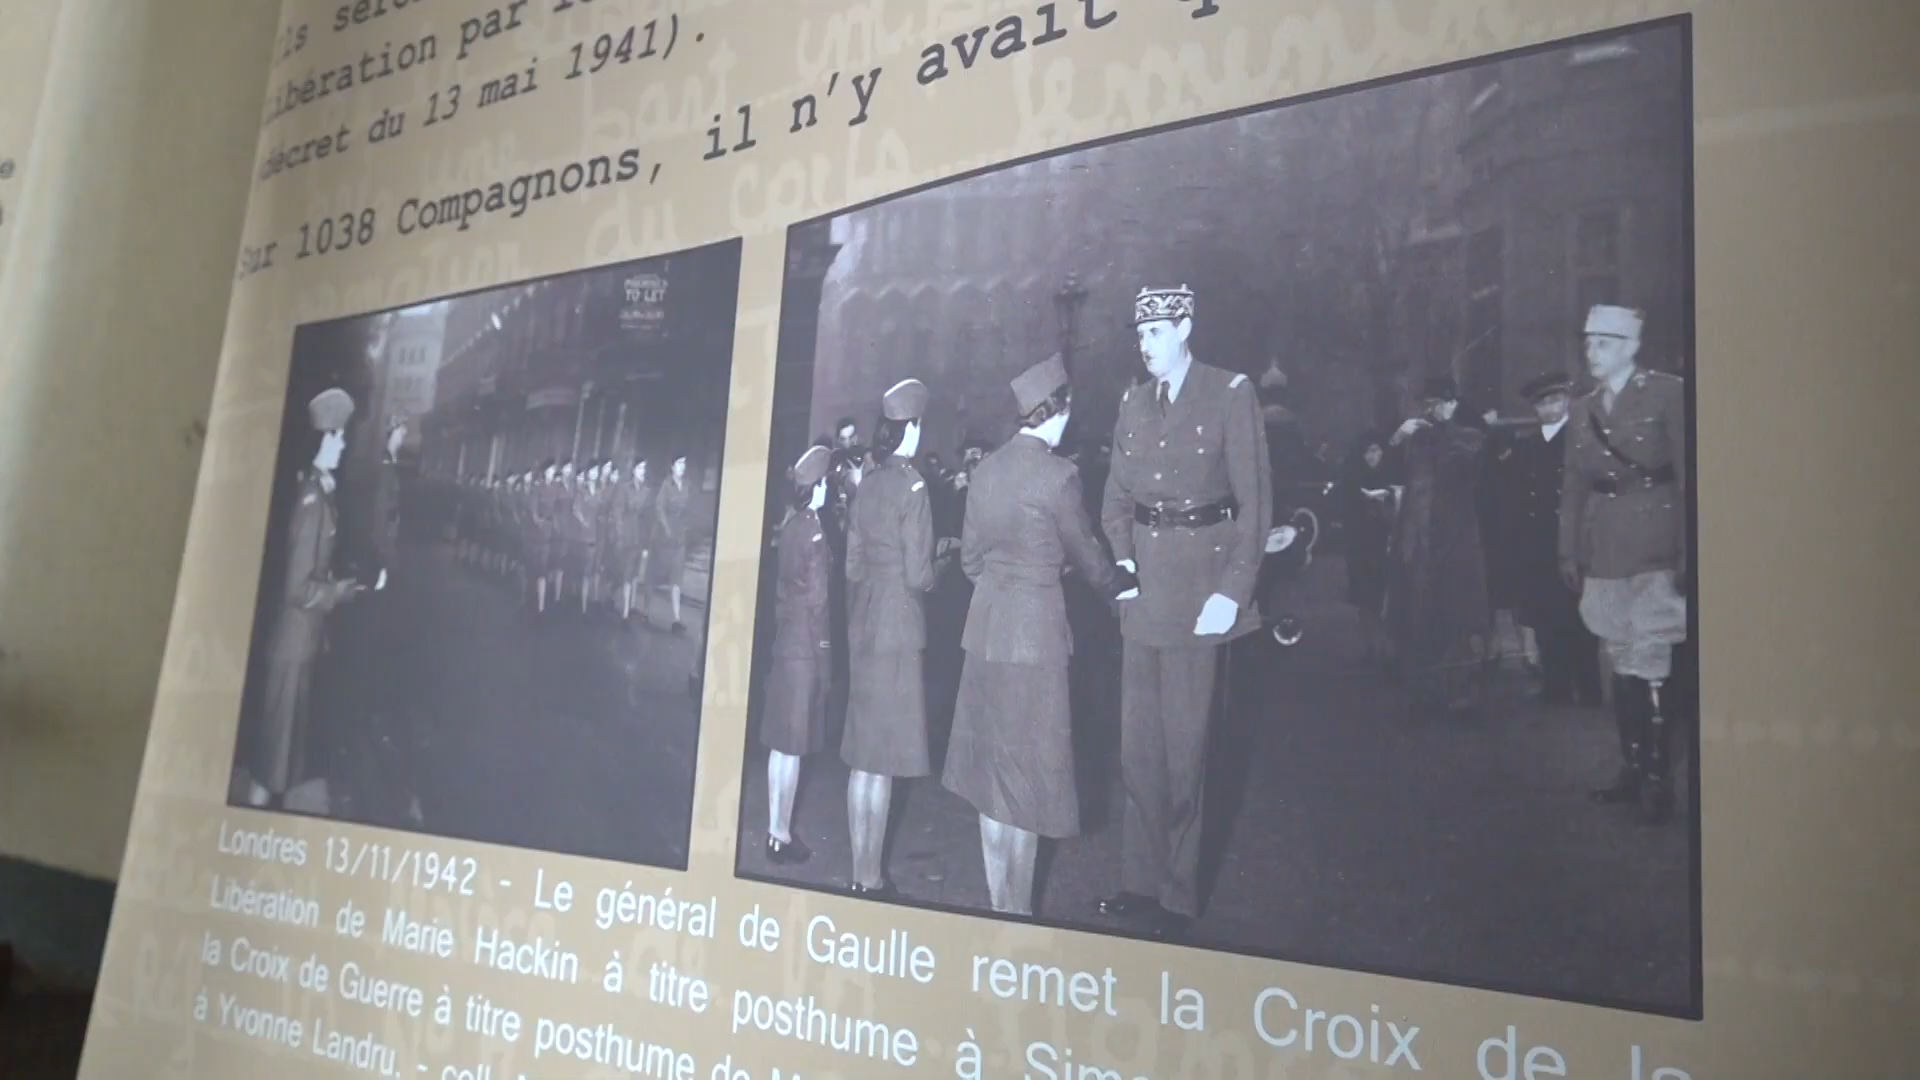 ibération par
décret du 13 mai 1941).
Sur 1038 Compagnons, il n'y avait
TO LET
Londres 13/11/1942 - Le général de Gaulle remet la Croix de la
Libération de Marie Hackin à titre posthume à
la Croix de Guerre à titre posthume de
à Yvonne Landru. -